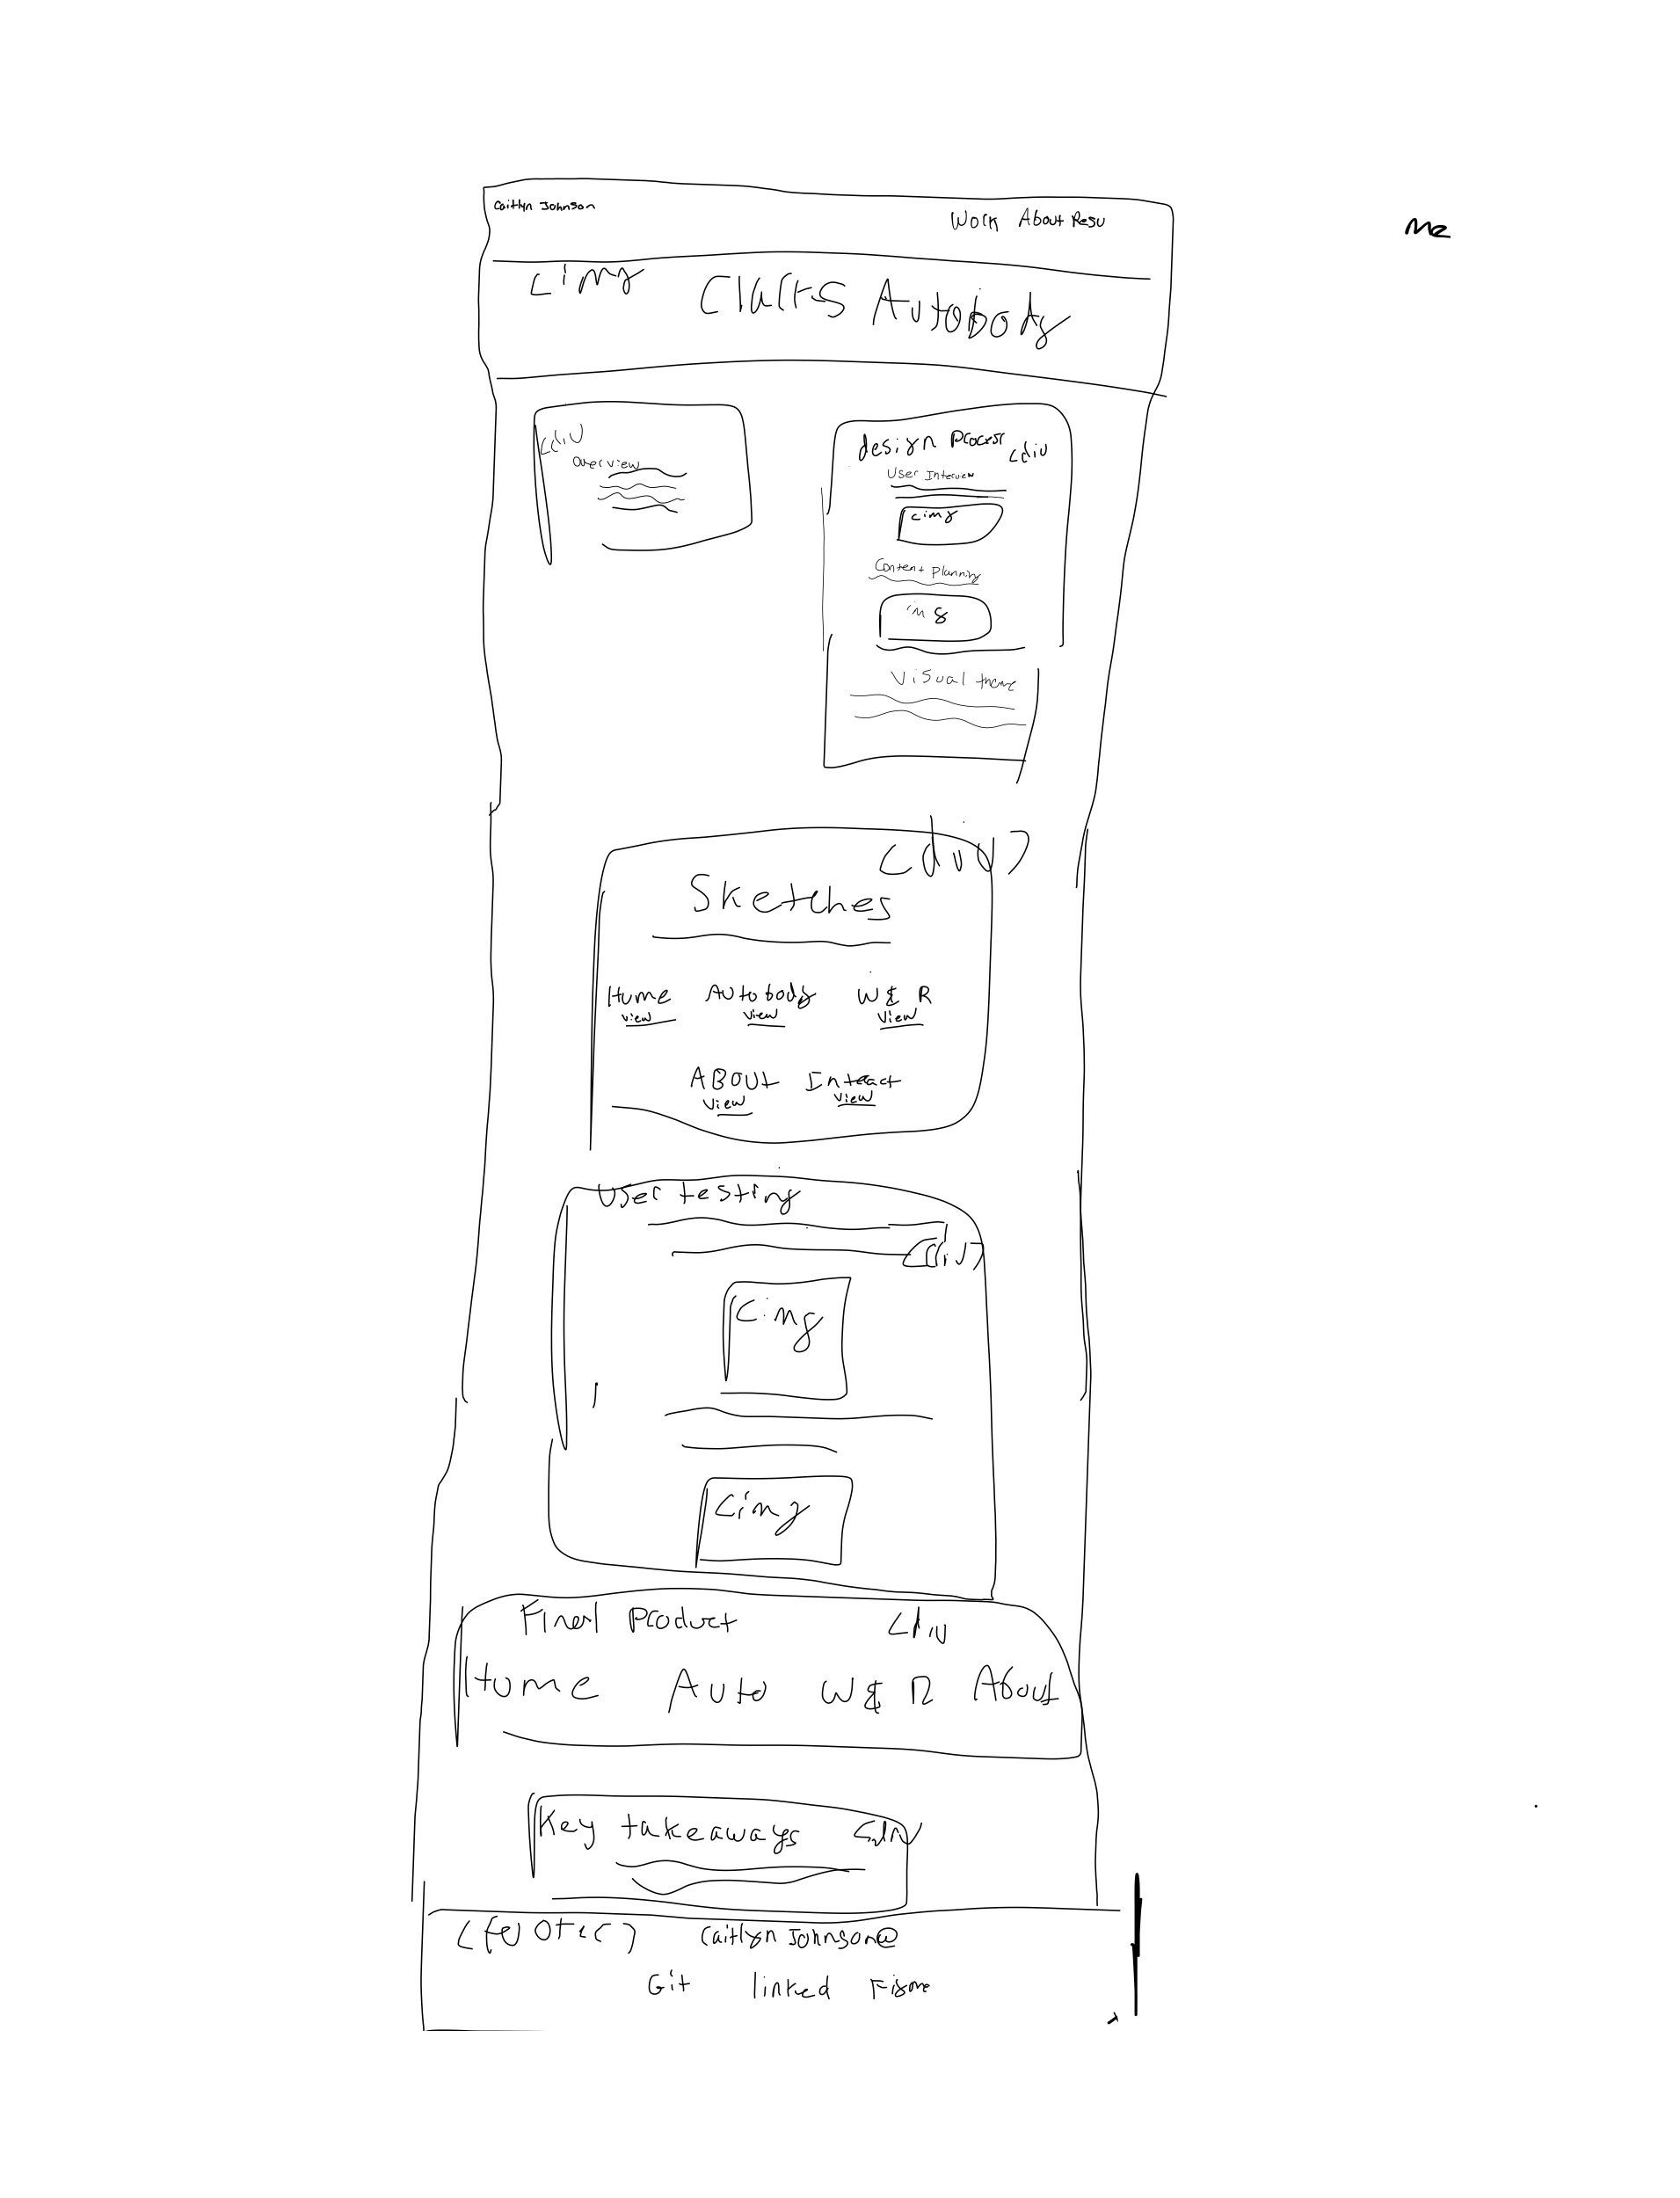 Caitlyn Johnson
Work About Resu
Me
<img Clarks Autobody
<div
Overview
design Process <div
User Interview
<img
Content Planning
img
Visual theme
<div>
Sketches
Home Autobody W& R
View View View
ABOUt Inteact
View View
User testing
<div>
<img
<img
Final Product <div
Home Auto W& R About
Key takeaways <div
<footer> Caitlyn Johnson@
Git linked Figma